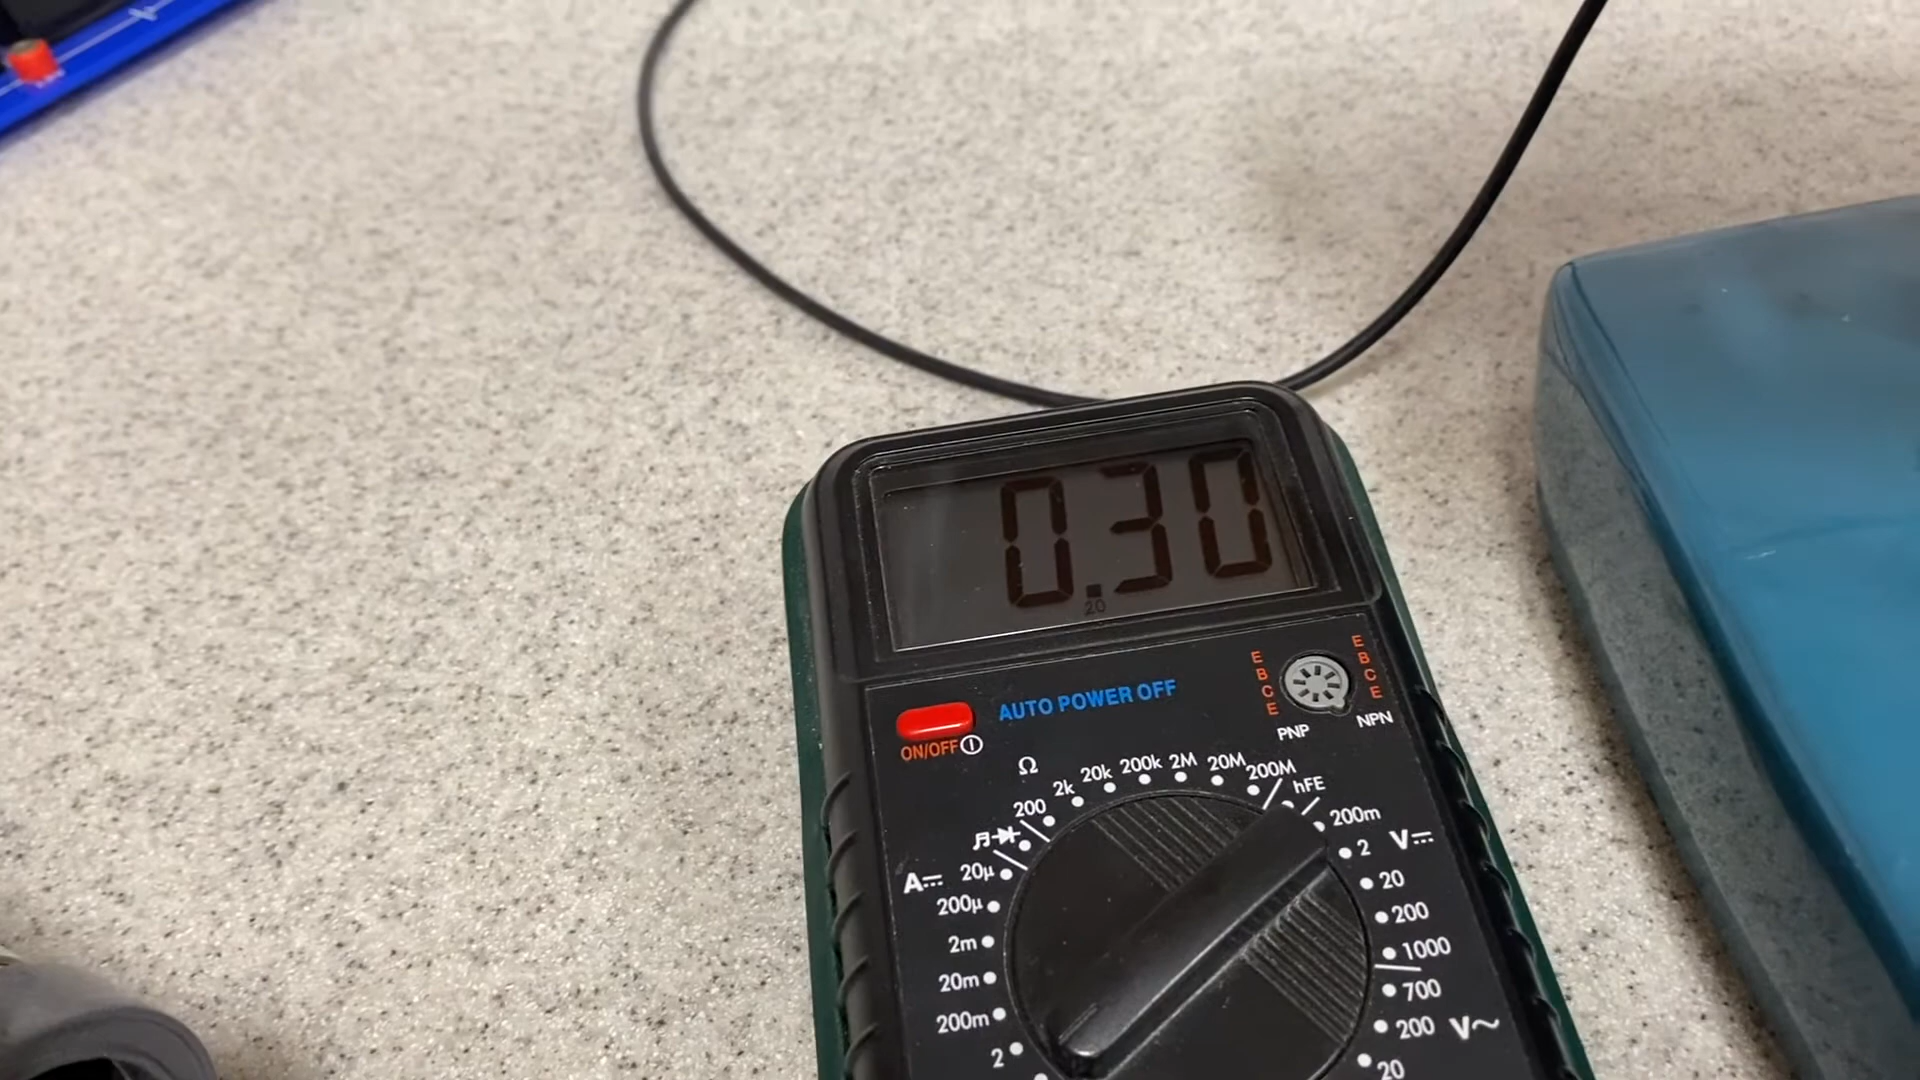 0.30
20
AUTO POWER OFF
ON/OFF
E
B
C
E
E
B
C
E
PNP
NPN
Ω
200
2k
20k
200k
2M
20M
200M
hFE
200m
2
V
20
200
1000
700
200
V~
20
A
20µ
200µ
2m
20m
200m
2